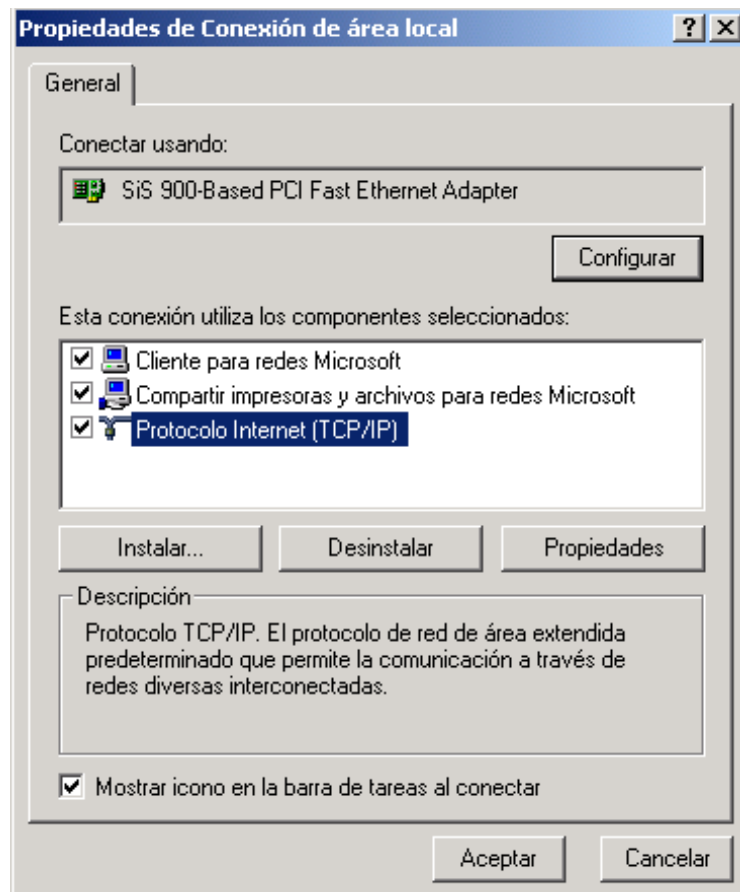 Propiedades de Conexión de área local
General
Conectar usando:
SiS 900-Based PCI Fast Ethernet Adapter
Configurar
Esta conexión utiliza los componentes seleccionados:
Cliente para redes Microsoft
Compartir impresoras y archivos para redes Microsoft
Protocolo Internet (TCP/IP)
Instalar... Desinstalar Propiedades
Descripción
Protocolo TCP/IP. El protocolo de red de área extendida
predeterminado que permite la comunicación a través de
redes diversas interconectadas.
Mostrar icono en la barra de tareas al conectar
Aceptar Cancelar